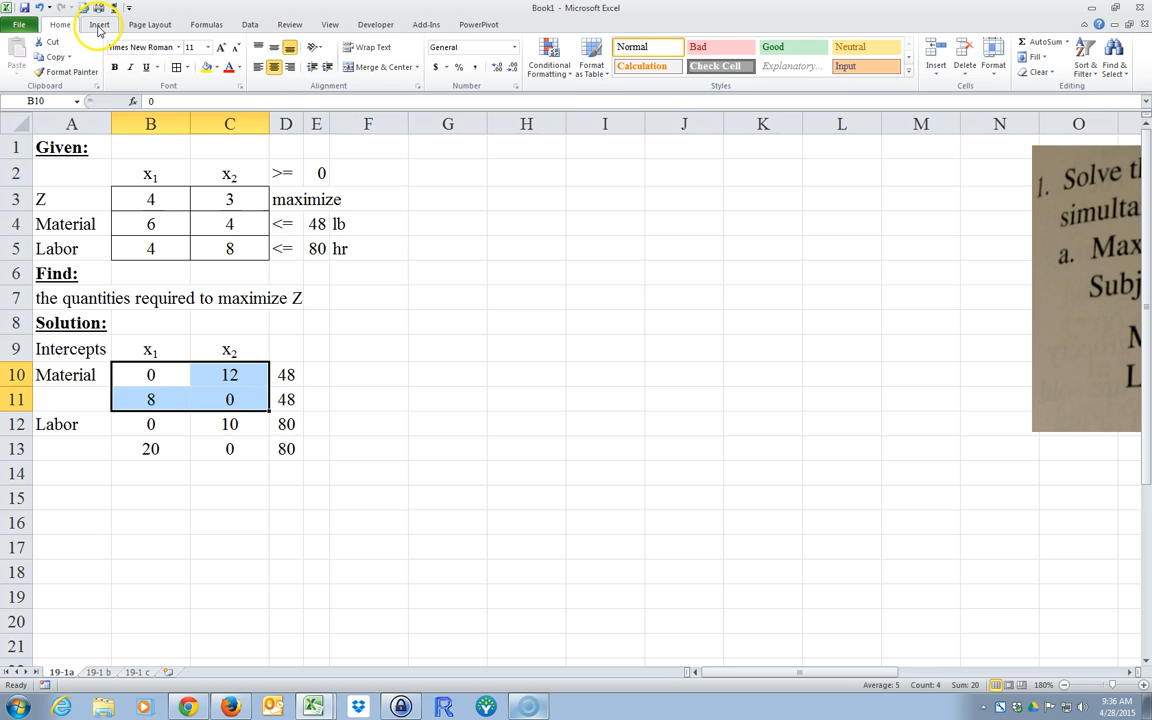 Book1 - Microsoft Excel
File Home Insert Page Layout Formulas Data Review View Developer Add-Ins PowerPivot
Cut
Copy
Format Painter
Paste
Clipboard
Times New Roman 11
B I U
Font
Wrap Text
Merge & Center
Alignment
General
$ % ,
Number
Conditional Formatting
Format as Table
Normal Bad Good Neutral
Calculation Check Cell Explanatory... Input
Styles
Insert Delete Format
Cells
AutoSum
Fill
Clear
Sort & Filter
Find & Select
Editing
B10 fx 0
A B C D E F G H I J K L M N O
1 Given:
2 x1 x2 >= 0
3 Z 4 3 maximize
4 Material 6 4 <= 48 lb
5 Labor 4 8 <= 80 hr
6 Find:
7 the quantities required to maximize Z
8 Solution:
9 Intercepts x1 x2
10 Material 0 12 48
11 8 0 48
12 Labor 0 10 80
13 20 0 80
14
15
16
17
18
19
20
21
1. Solve
simulta
a. Max
Subj
19-1a 19-1 b 19-1 c
Ready Average: 5 Count: 4 Sum: 20 180%
9:36 AM
4/28/2015